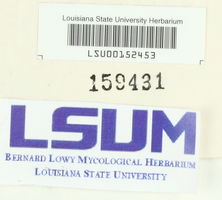 Louisiana State University Herbarium
LSU00152453
159431
LSUM
BERNARD LOWY MYCOLOGICAL HERBARIUM
LOUISIANA STATE UNIVERSITY